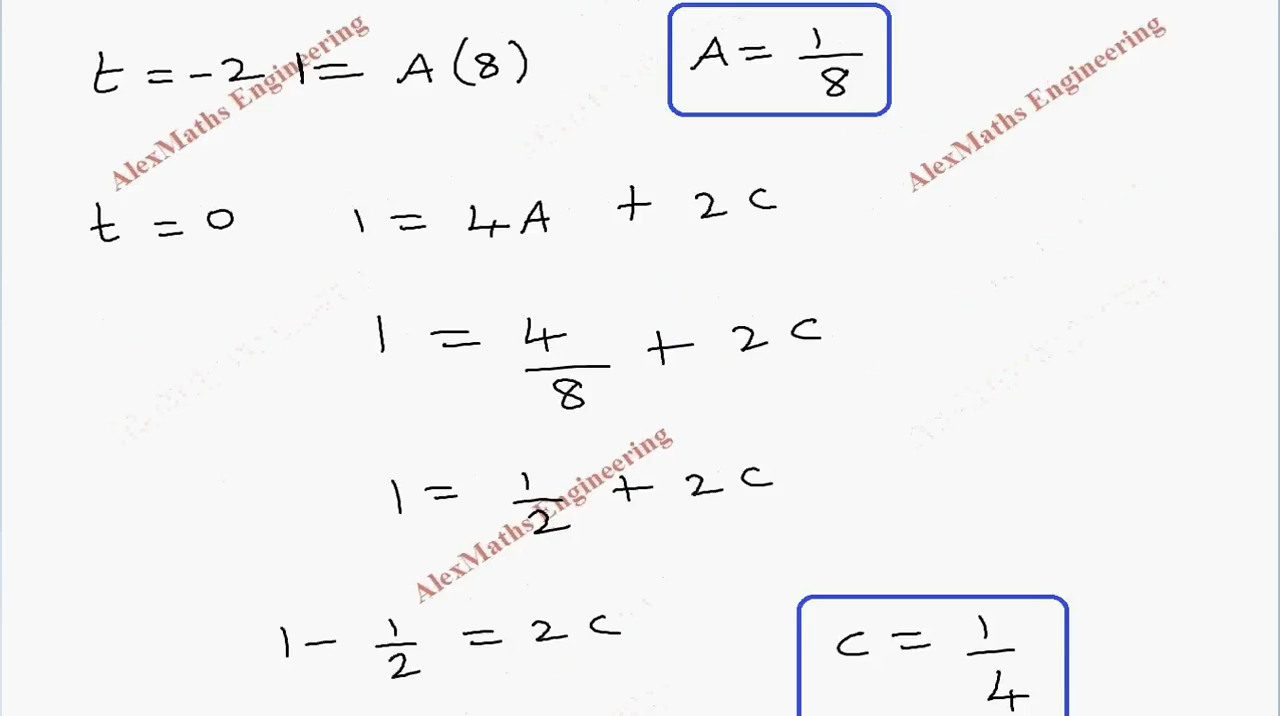 t = -2 1 = A (8) A = 1/8
AlexMaths Engineering AlexMaths Engineering
t = 0 1 = 4A + 2C
1 = 4/8 + 2C
1 = 1/2 + 2C
AlexMaths Engineering
1 - 1/2 = 2C C = 1/4